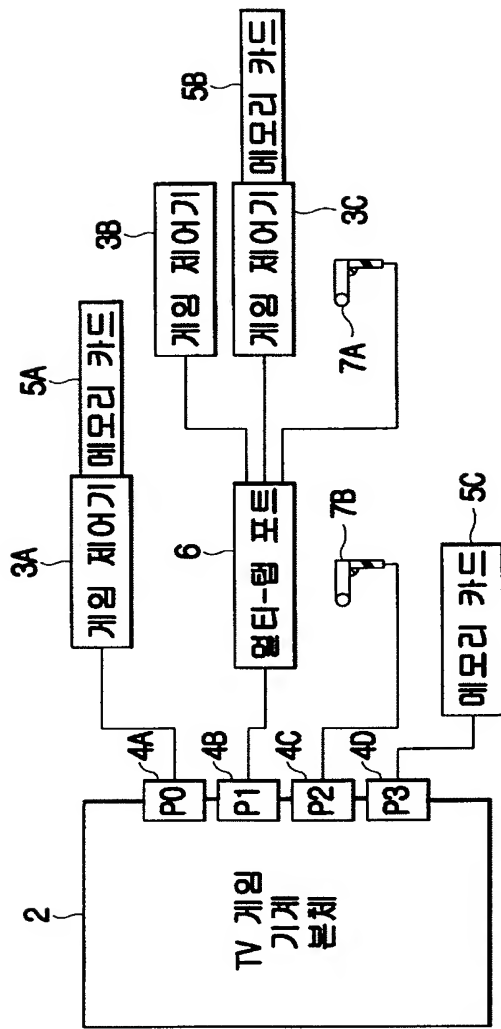 2
TV 게임
기계
본체
4A
P0
4B
P1
4C
P2
4D
P3
3A
게임 제어기
5A
메모리 카드
6
멀티-탭 포트
3B
게임 제어기
5B
게임 제어기
메모리 카드
3C
7A
7B
5C
메모리 카드